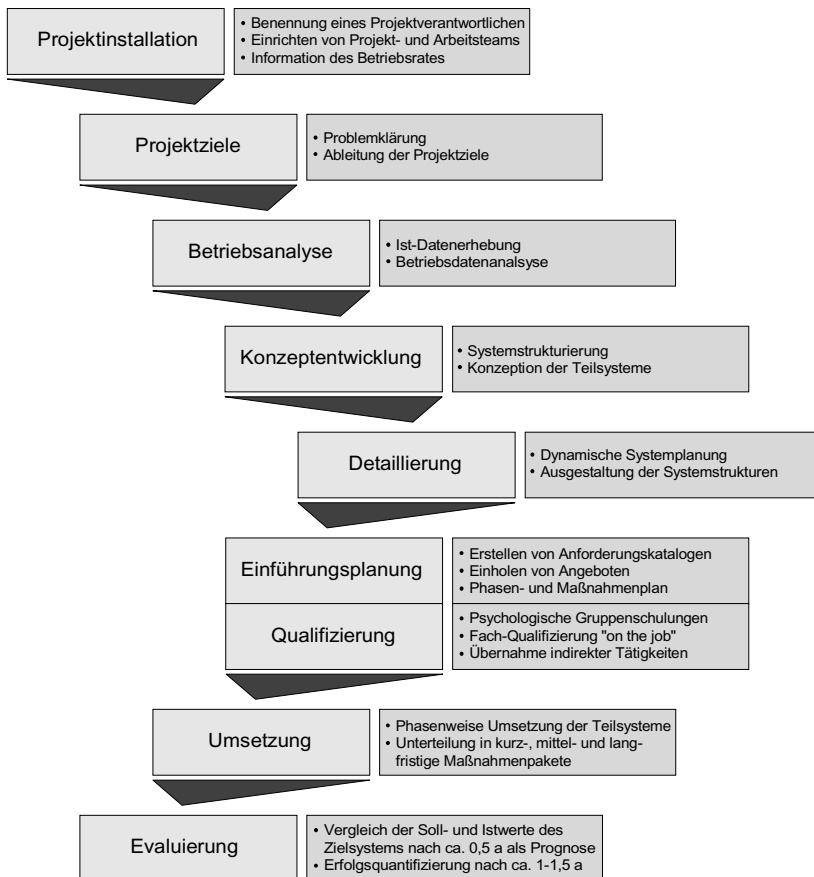 Projektinstallation
• Benennung eines Projektverantwortlichen
• Einrichten von Projekt- und Arbeitsteams
• Information des Betriebsrates
Projektziele
• Problemklärung
• Ableitung der Projektziele
Betriebsanalyse
• Ist-Datenerhebung
• Betriebsdatenanalsyse
Konzeptentwicklung
• Systemstrukturierung
• Konzeption der Teilsysteme
Detaillierung
• Dynamische Systemplanung
• Ausgestaltung der Systemstrukturen
Einführungsplanung
• Erstellen von Anforderungskatalogen
• Einholen von Angeboten
• Phasen- und Maßnahmenplan
Qualifizierung
• Psychologische Gruppenschulungen
• Fach-Qualifizierung "on the job"
• Übernahme indirekter Tätigkeiten
Umsetzung
• Phasenweise Umsetzung der Teilsysteme
• Unterteilung in kurz-, mittel- und lang-
fristige Maßnahmenpakete
Evaluierung
• Vergleich der Soll- und Istwerte des
Zielsystems nach ca. 0,5 a als Prognose
• Erfolgsquantifizierung nach ca. 1-1,5 a